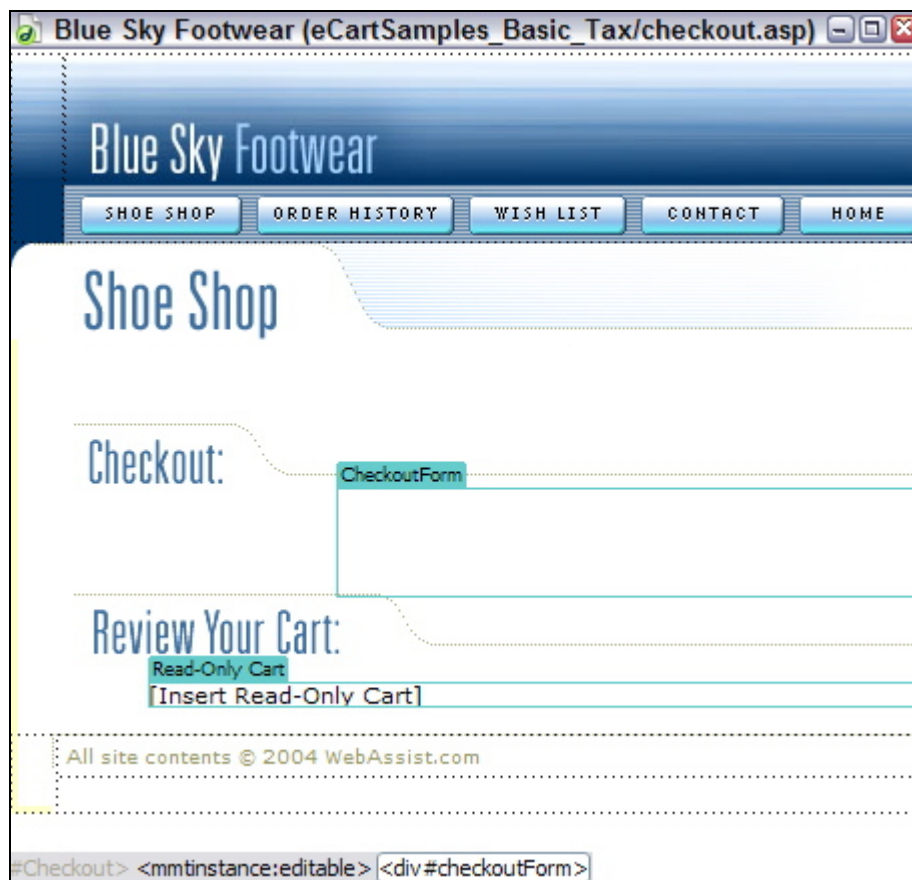 Blue Sky Footwear (eCartSamples_Basic_Tax/checkout.asp)
Blue Sky Footwear
SHOE SHOP ORDER HISTORY WISH LIST CONTACT HOME
Shoe Shop
Checkout:
CheckoutForm
Review Your Cart:
Read-Only Cart
[Insert Read-Only Cart]
All site contents © 2004 WebAssist.com
#Checkout> <mmtinstance:editable> <div#checkoutForm>